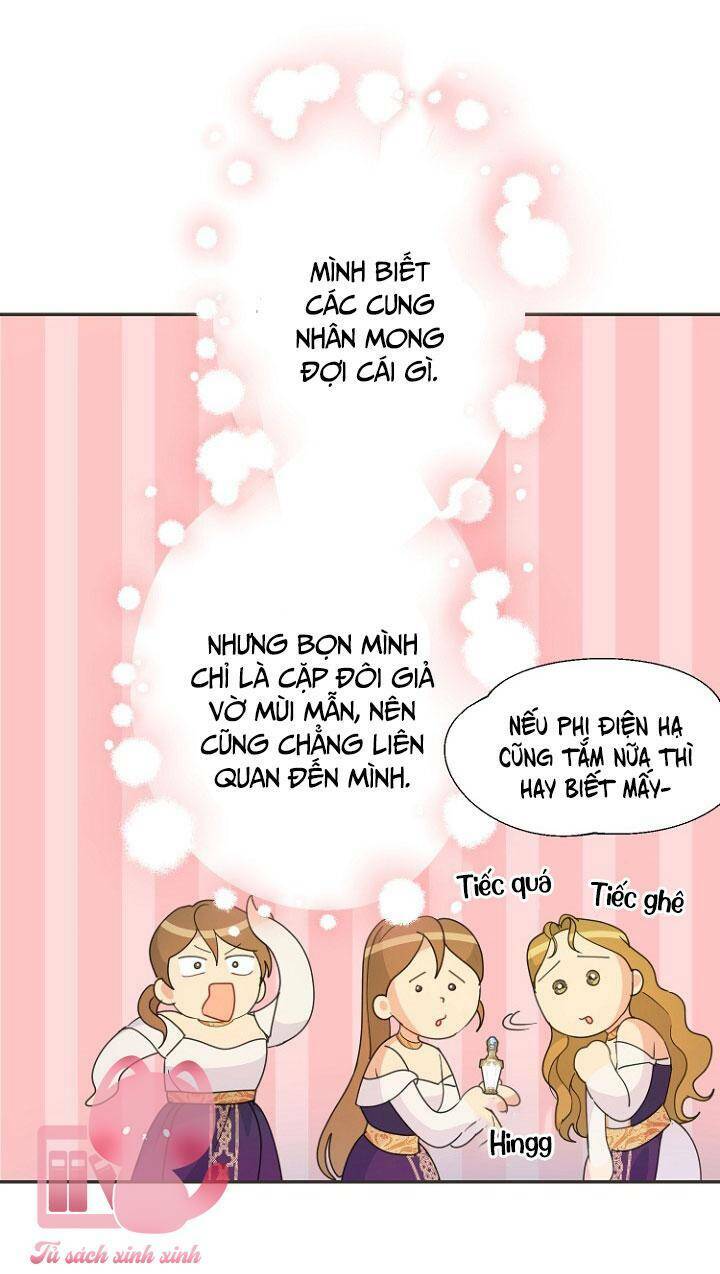 MÌNH BIẾT
CÁC CUNG
NHÂN MONG
ĐỢI CÁI GÌ.
NHƯNG BỌN MÌNH
CHỈ LÀ CẶP ĐÔI GIẢ
VỜ MÙI MẪN, NÊN
CŨNG CHẲNG LIÊN
QUAN ĐẾN MÌNH.
NẾU PHI ĐIỆN HẠ
CŨNG TẮM NỮA THÌ
HAY BIẾT MẤY-
Tiếc quá
Tiếc ghê
Hingg
Tủ sách xinh xinh